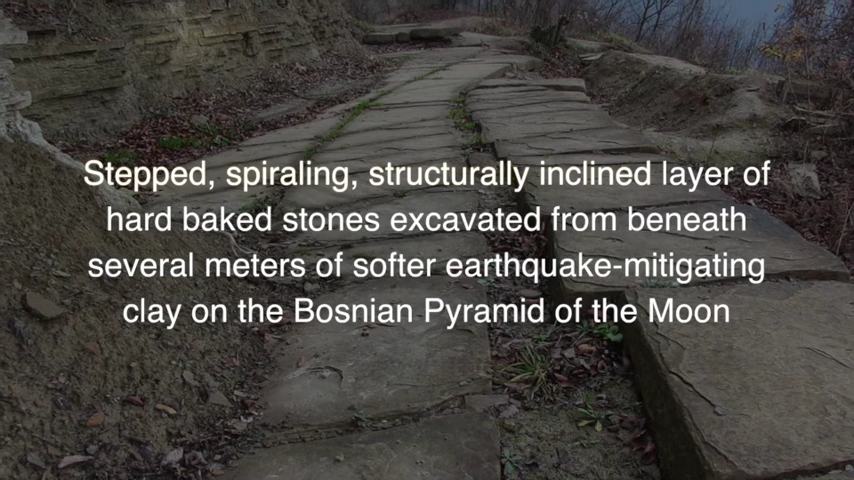 Stepped, spiraling, structurally inclined layer of
hard baked stones excavated from beneath
several meters of softer earthquake-mitigating
clay on the Bosnian Pyramid of the Moon